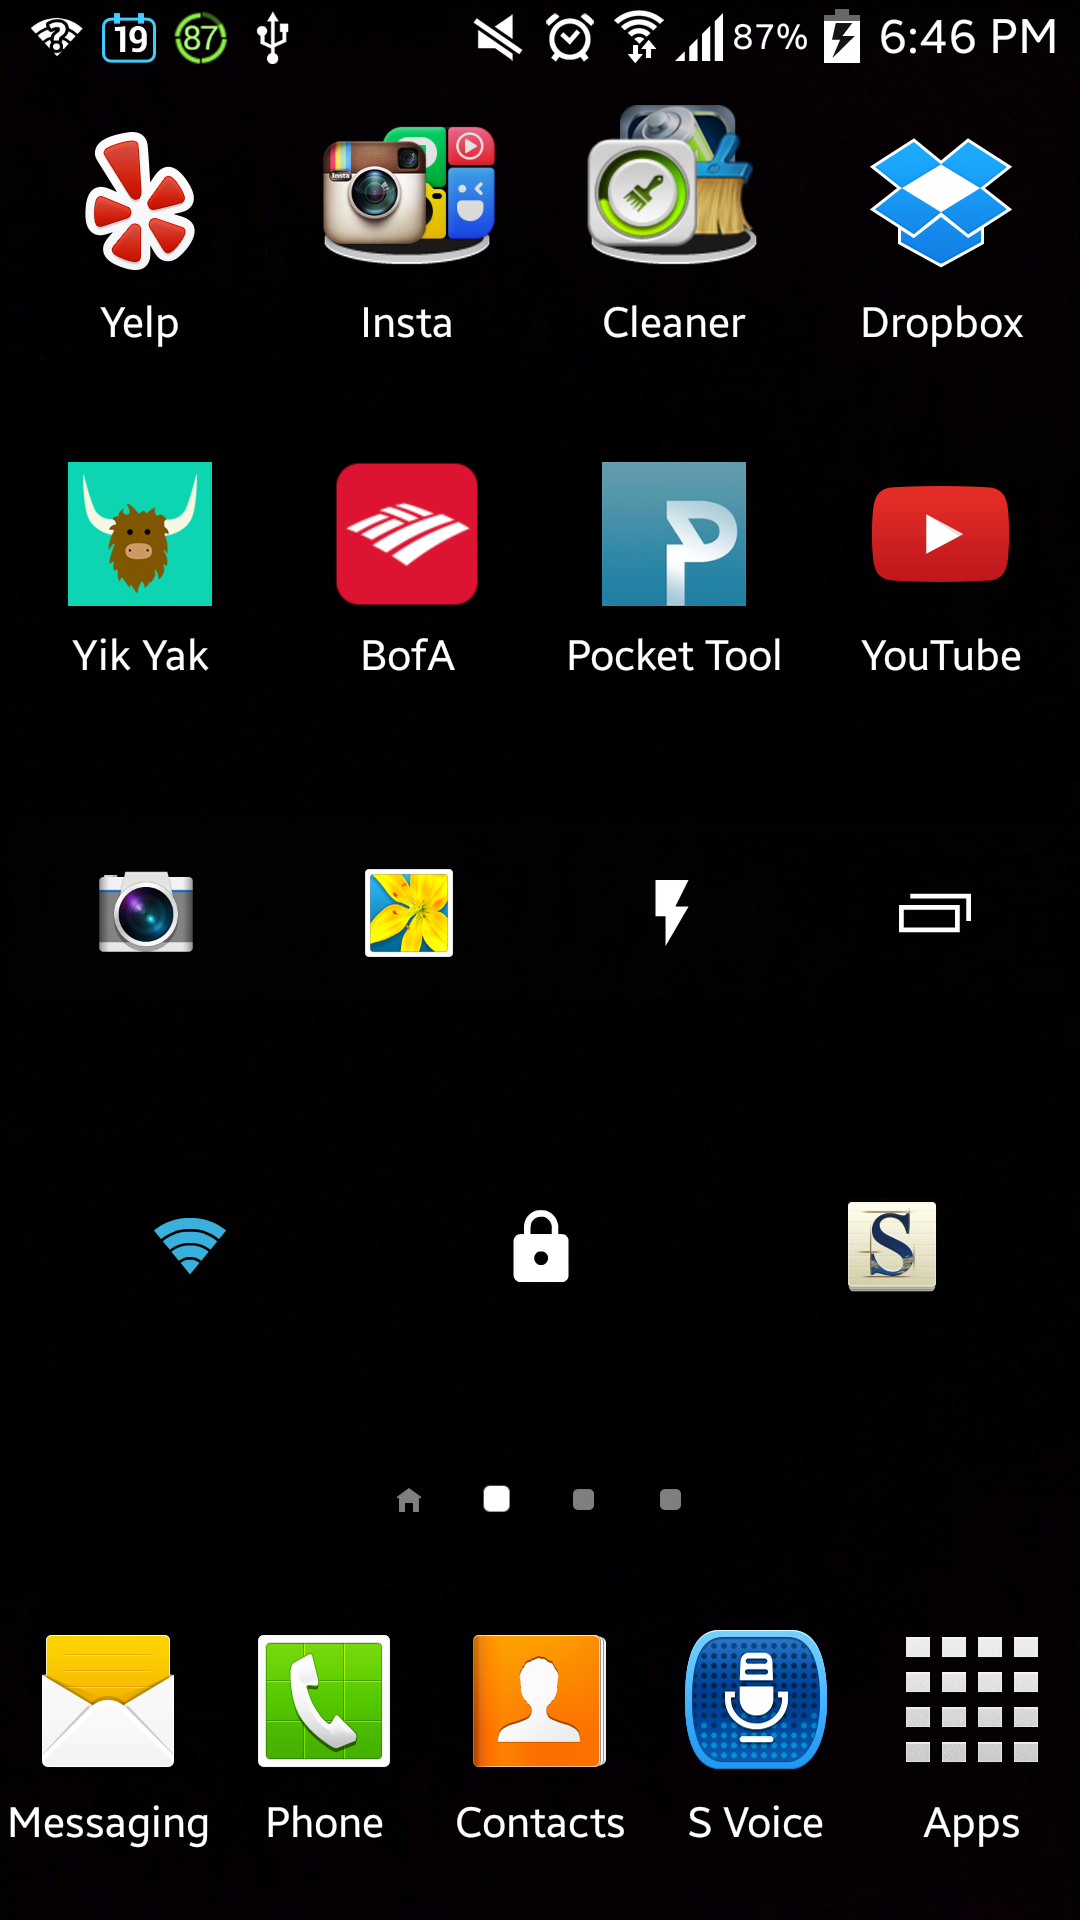 ? 19 87 87% 6:46 PM
Insta
Yelp Insta Cleaner Dropbox
Yik Yak BofA Pocket Tool YouTube
S
Messaging Phone Contacts S Voice Apps